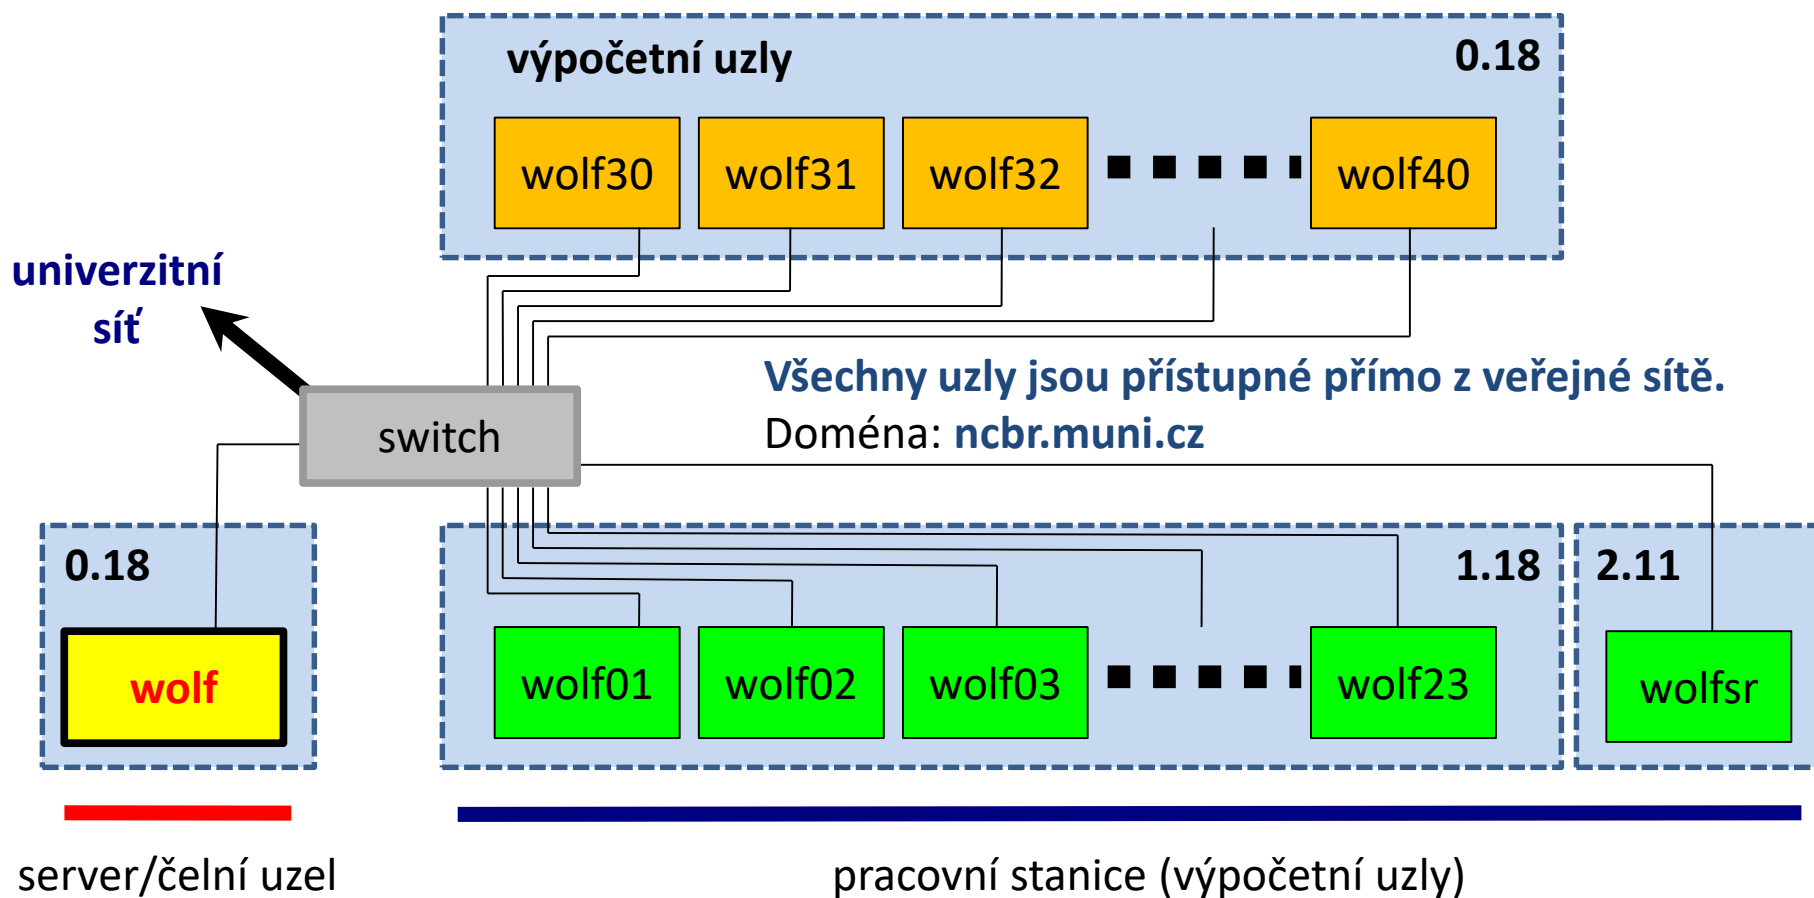 výpočetní uzly
0.18
wolf30
wolf31
wolf32
wolf40
univerzitní
síť
Všechny uzly jsou přístupné přímo z veřejné sítě.
Doména: ncbr.muni.cz
switch
0.18
1.18
2.11
wolf
wolf01
wolf02
wolf03
wolf23
wolfsr
server/čelní uzel
pracovní stanice (výpočetní uzly)